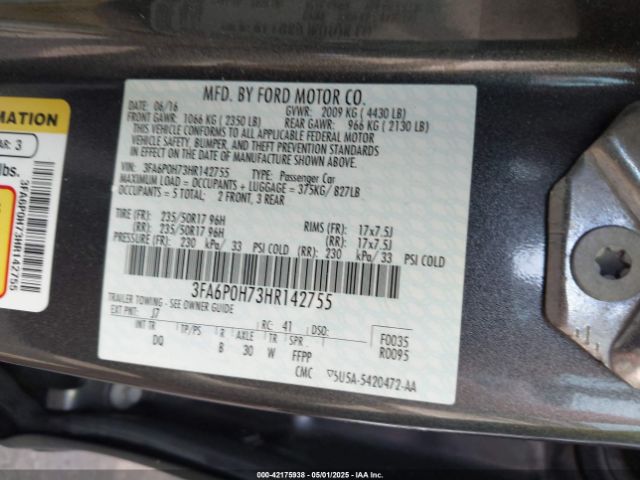 MFD. BY FORD MOTOR CO.
DATE: 06/16 GVWR: 2009 KG ( 4430 LB)
FRONT GAWR: 1066 KG ( 2350 LB) REAR GAWR: 966 KG ( 2130 LB)
THIS VEHICLE CONFORMS TO ALL APPLICABLE FEDERAL MOTOR
VEHICLE SAFETY, BUMPER, AND THEFT PREVENTION STANDARDS
IN EFFECT ON THE DATE OF MANUFACTURE SHOWN ABOVE.
VIN: 3FA6P0H73HR142755 TYPE: Passenger Car
MAXIMUM LOAD = OCCUPANTS + LUGGAGE = 375KG/ 827LB
OCCUPANTS = 5 TOTAL: 2 FRONT, 3 REAR
TIRE (FR): 235/50R17 96H RIMS (FR): 17x7.5J
(RR): 235/50R17 96H (RR): 17x7.5J
PRESSURE (FR): 230 kPa/ 33 PSI COLD (RR): 230 kPa/ 33 PSI COLD
3FA6P0H73HR142755
TRAILER TOWING - SEE OWNER GUIDE
EXT PNT: J7 RC: 41 DSO: F0035
INT TR TP/PS R AXLE TR SPR R0095
DQ B 30 W FFPP
CMC 5U5A-5420472-AA
MATION
AR: 3
lbs.
3FA6P0H73HR142755
000-42175938 - 05/01/2025 - IAAI.COM